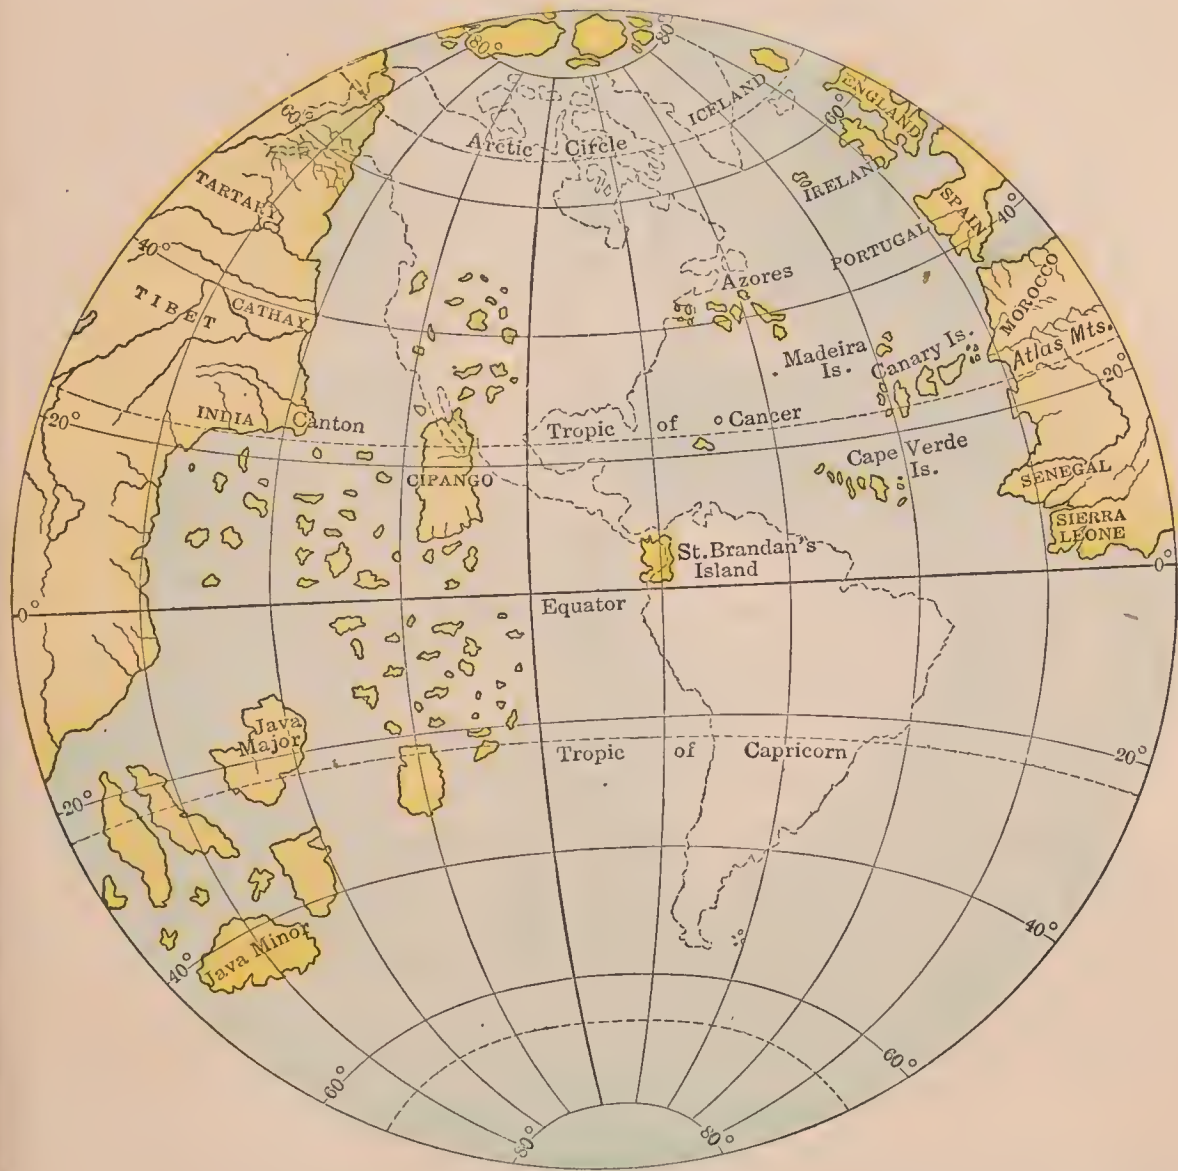 80°
80°
ICELAND
ENGLAND
60°
60°
Arctic Circle
IRELAND
TARTARY
SPAIN
40°
40°
PORTUGAL
MOROCCO
TIBET
CATHAY
Azores
Madeira
Is.
Canary Is.
Atlas Mts.
20°
20°
INDIA
Canton
Tropic of Cancer
Cape Verde
Is.
CIPANGO
SENEGAL
SIERRA
LEONE
St. Brandan's
Island
0°
0°
Equator
Java
Major
Tropic of Capricorn
20°
20°
40°
Java Minor
40°
60°
60°
80°
80°